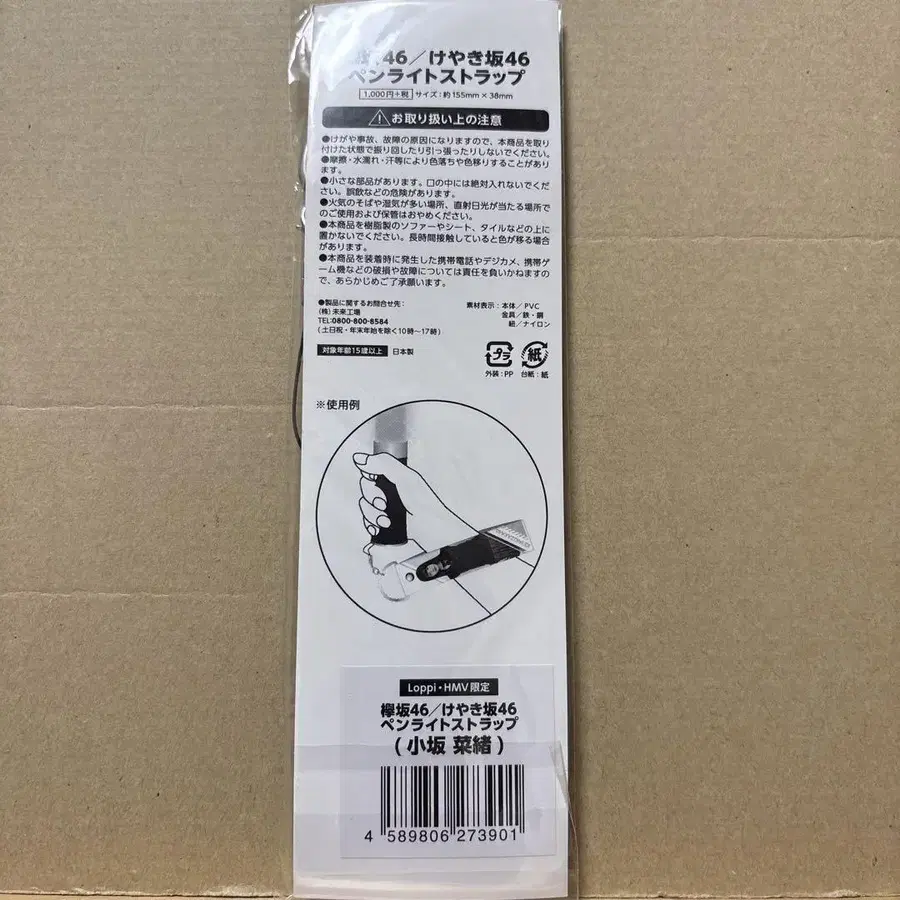 坂46／けやき坂46
ペンライトストラップ
1,000円+税 サイズ：約155mm×38mm
お取り扱い上の注意
●けがや事故、故障の原因になりますので、本商品を取り
付けた状態で振り回したり引っ張ったりしないでください。
●摩擦・水濡れ・汗等により色落ちや色移りすることがあり
ます。
●小さな部品があります。口の中には絶対入れないでくだ
さい。誤飲などの危険があります。
●火気のそばや湿気が多い場所、直射日光が当たる場所で
のご使用および保管はおやめください。
●本商品を樹脂製のソファーやシート、タイルなどの上に
置かないでください。長時間接触していると色が移る場合
があります。
●本商品を装着時に発生した携帯電話やデジカメ、携帯ゲ
ーム機などの破損や故障については責任を負いかねますの
で、あらかじめご了承願います。
●製品に関するお問合せ先：
(株)未来工場
TEL:0800-800-8584
(土日祝・年末年始を除く10時～17時)
素材表示：本体／PVC
金具／鉄・鋼
紐／ナイロン
対象年齢15歳以上 日本製
プラ 紙
外装：PP 台紙：紙
※使用例
Loppi・HMV限定
欅坂46／けやき坂46
ペンライトストラップ
(小坂 菜緒)
4 589806 273901